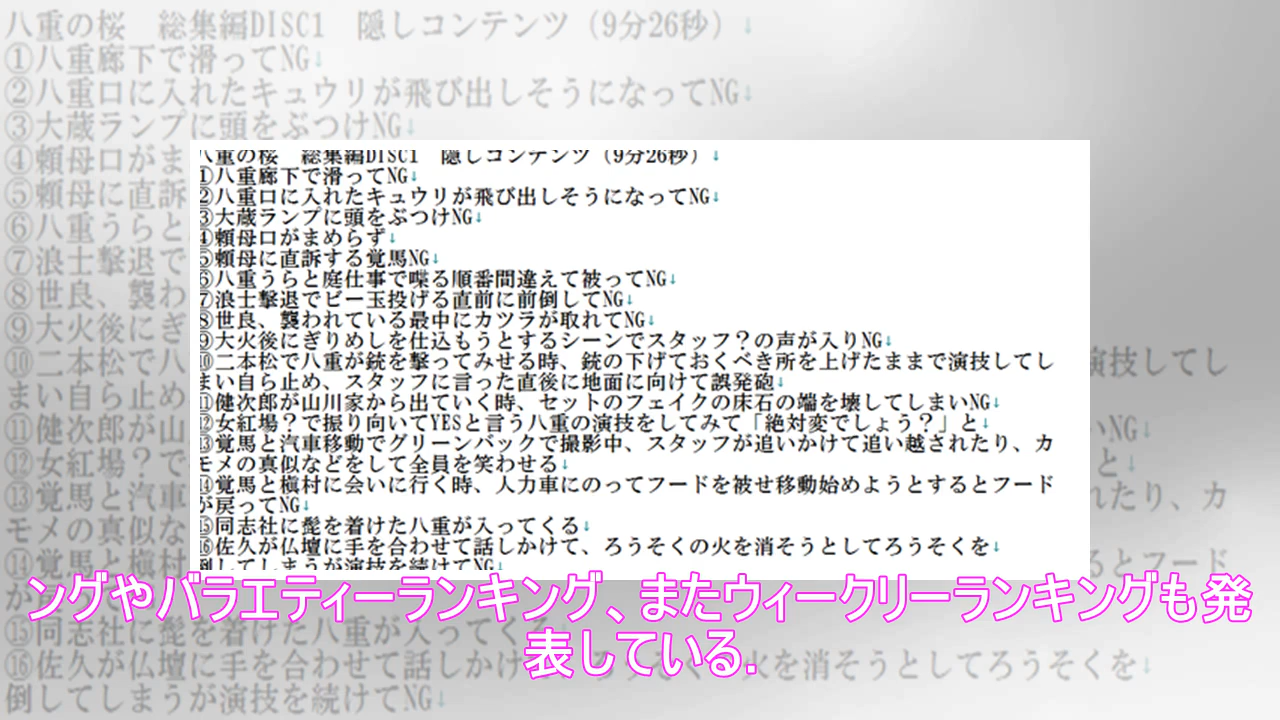 八重の桜　総集編DISC1　隠しコンテンツ（9分26秒）↓
①八重廊下で滑ってNG↓
②八重口に入れたキュウリが飛び出しそうになってNG↓
③大蔵ランプに頭をぶつけNG↓
④頼母口がまめらず↓
⑤頼母に直訴する覚馬NG↓
⑥八重うらと庭仕事で喋る順番間違えて被ってNG↓
⑦浪士撃退でビー玉投げる直前に前倒してNG↓
⑧世良、襲われている最中にカツラが取れてNG↓
⑨大火後にぎりめしを仕込もうとするシーンでスタッフ？の声が入りNG↓
⑩二本松で八重が銃を撃ってみせる時、銃の下げておくべき所を上げたままで演技してし
まい自ら止め、スタッフに言った直後に地面に向けて誤発砲↓
⑪健次郎が山川家から出ていく時、セットのフェイクの床石の端を壊してしまいNG↓
⑫女紅場？で振り向いてYESと言う八重の演技をしてみて「絶対変でしょう？」と↓
⑬覚馬と汽車移動でグリーンバックで撮影中、スタッフが追いかけて追い越されたり、カ
モメの真似などをして全員を笑わせる↓
⑭覚馬と槇村に会いに行く時、人力車にのってフードを被せ移動始めようとするとフード
が戻ってNG↓
⑮同志社に髭を着けた八重が入ってくる↓
⑯佐久が仏壇に手を合わせて話しかけて、ろうそくの火を消そうとしてろうそくを↓
倒してしまうが演技を続けてNG↓
ングやバラエティーランキング、またウィークリーランキングも発
表している.